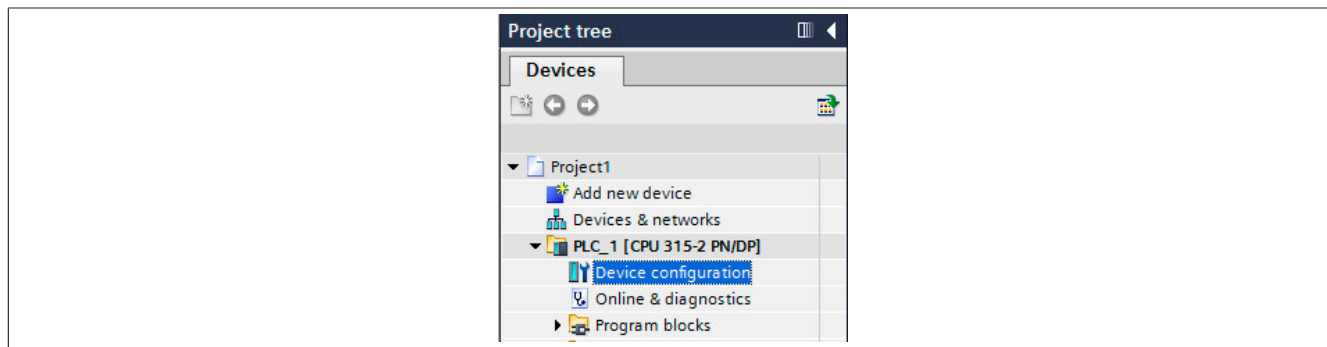 Project tree
Devices
Project1
Add new device
Devices & networks
PLC_1 [CPU 315-2 PN/DP]
Device configuration
Online & diagnostics
Program blocks